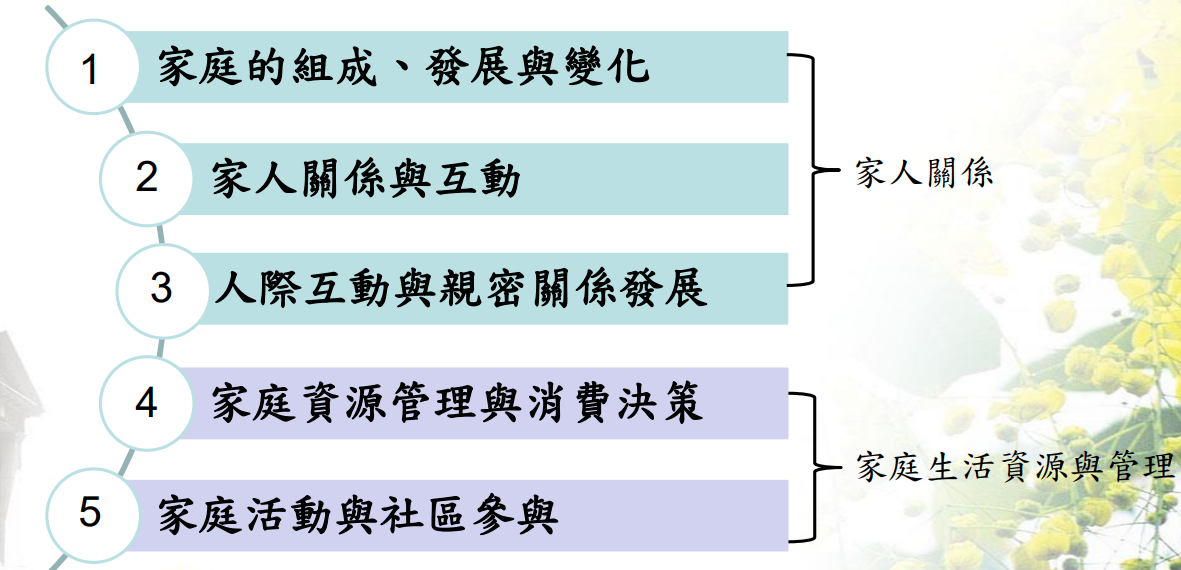 1 家庭的組成、發展與變化
2 家人關係與互動
家人關係
3 人際互動與親密關係發展
4 家庭資源管理與消費決策
家庭生活資源與管理
5 家庭活動與社區參與